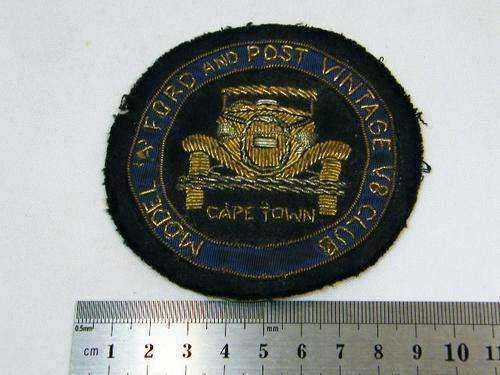 MODEL 'A' FORD AND POST VINTAGE V8 CLUB
CAPE TOWN
0.5mm mm
cm 1 2 3 4 5 6 7 8 9 10 11